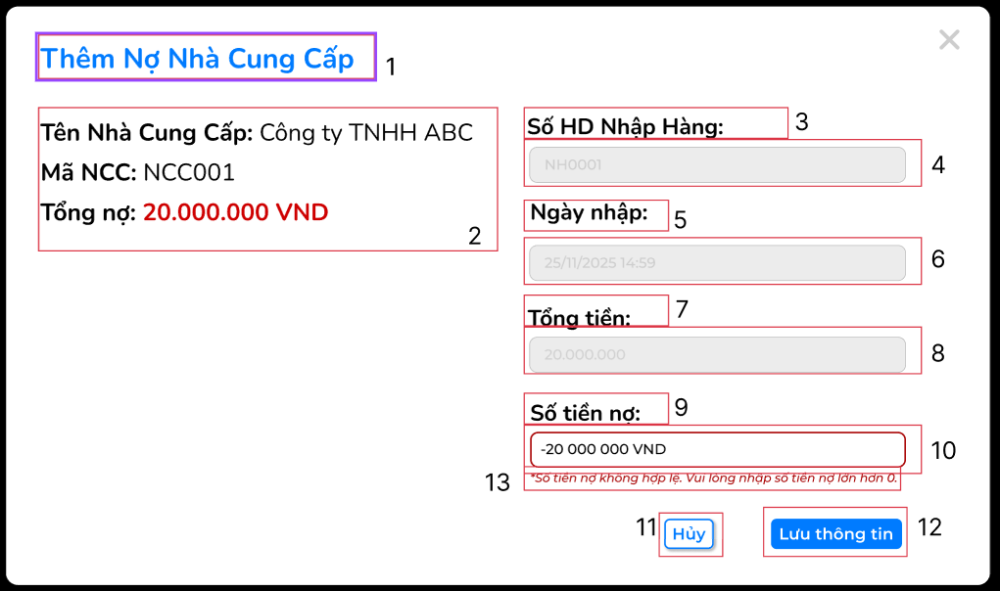 Thêm Nợ Nhà Cung Cấp 1
Tên Nhà Cung Cấp: Công ty TNHH ABC
Mã NCC: NCC001
Tổng nợ: 20.000.000 VND
2
Số HD Nhập Hàng: 3
NH0001 4
Ngày nhập: 5
25/11/2025 14:59 6
Tổng tiền: 7
20.000.000 8
Số tiền nợ: 9
-20 000 000 VND 10
13 *Số tiền nợ không hợp lệ. Vui lòng nhập số tiền nợ lớn hơn 0.
11 Hủy Lưu thông tin 12